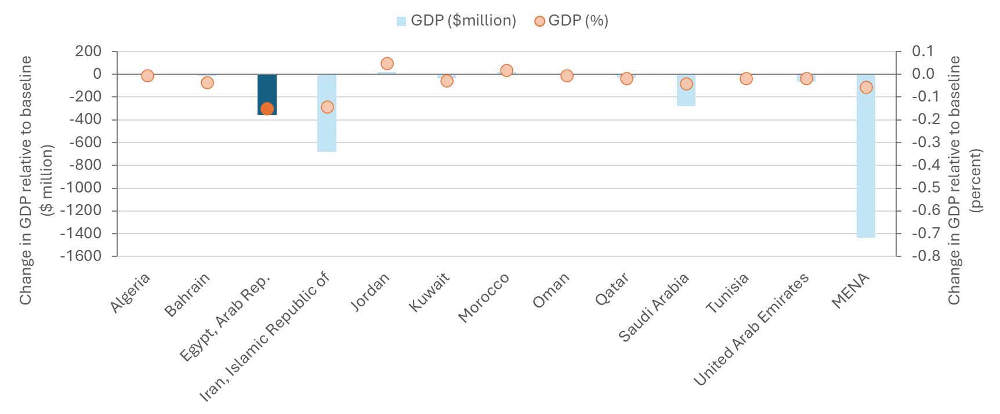 GDP ($million) GDP (%)
Change in GDP relative to baseline
($ million)
200
0
-200
-400
-600
-800
-1000
-1200
-1400
-1600
0.1
0.0
-0.1
-0.2
-0.3
-0.4
-0.5
-0.6
-0.7
-0.8
Change in GDP relative to baseline
(percent)
Algeria
Bahrain
Egypt, Arab Rep.
Iran, Islamic Republic of
Jordan
Kuwait
Morocco
Oman
Qatar
Saudi Arabia
Tunisia
United Arab Emirates
MENA